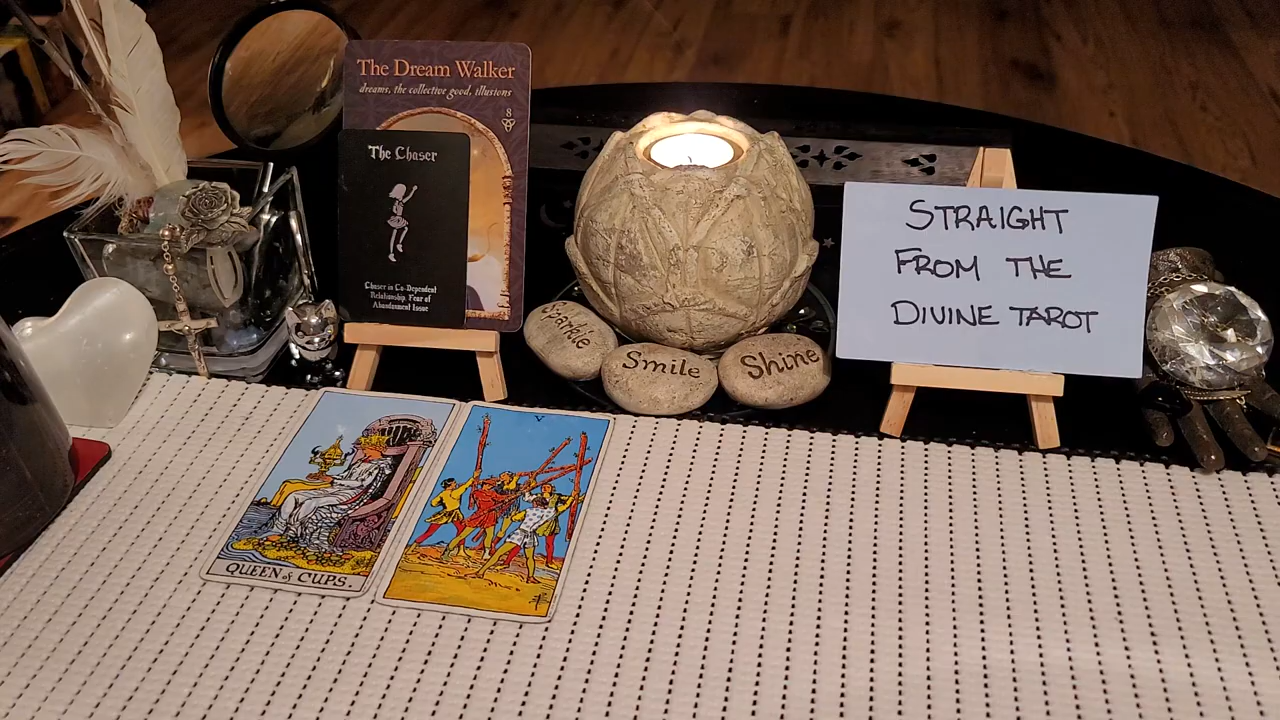 The Dream Walker
dreams, the collective good, illusions
8
The Chaser
Chaser in Co-Dependent
Relationship, Fear of
Abandonment Issue
Sparkle
Smile
Shine
STRAIGHT
FROM THE
DIVINE TAROT
QUEEN of CUPS.
V